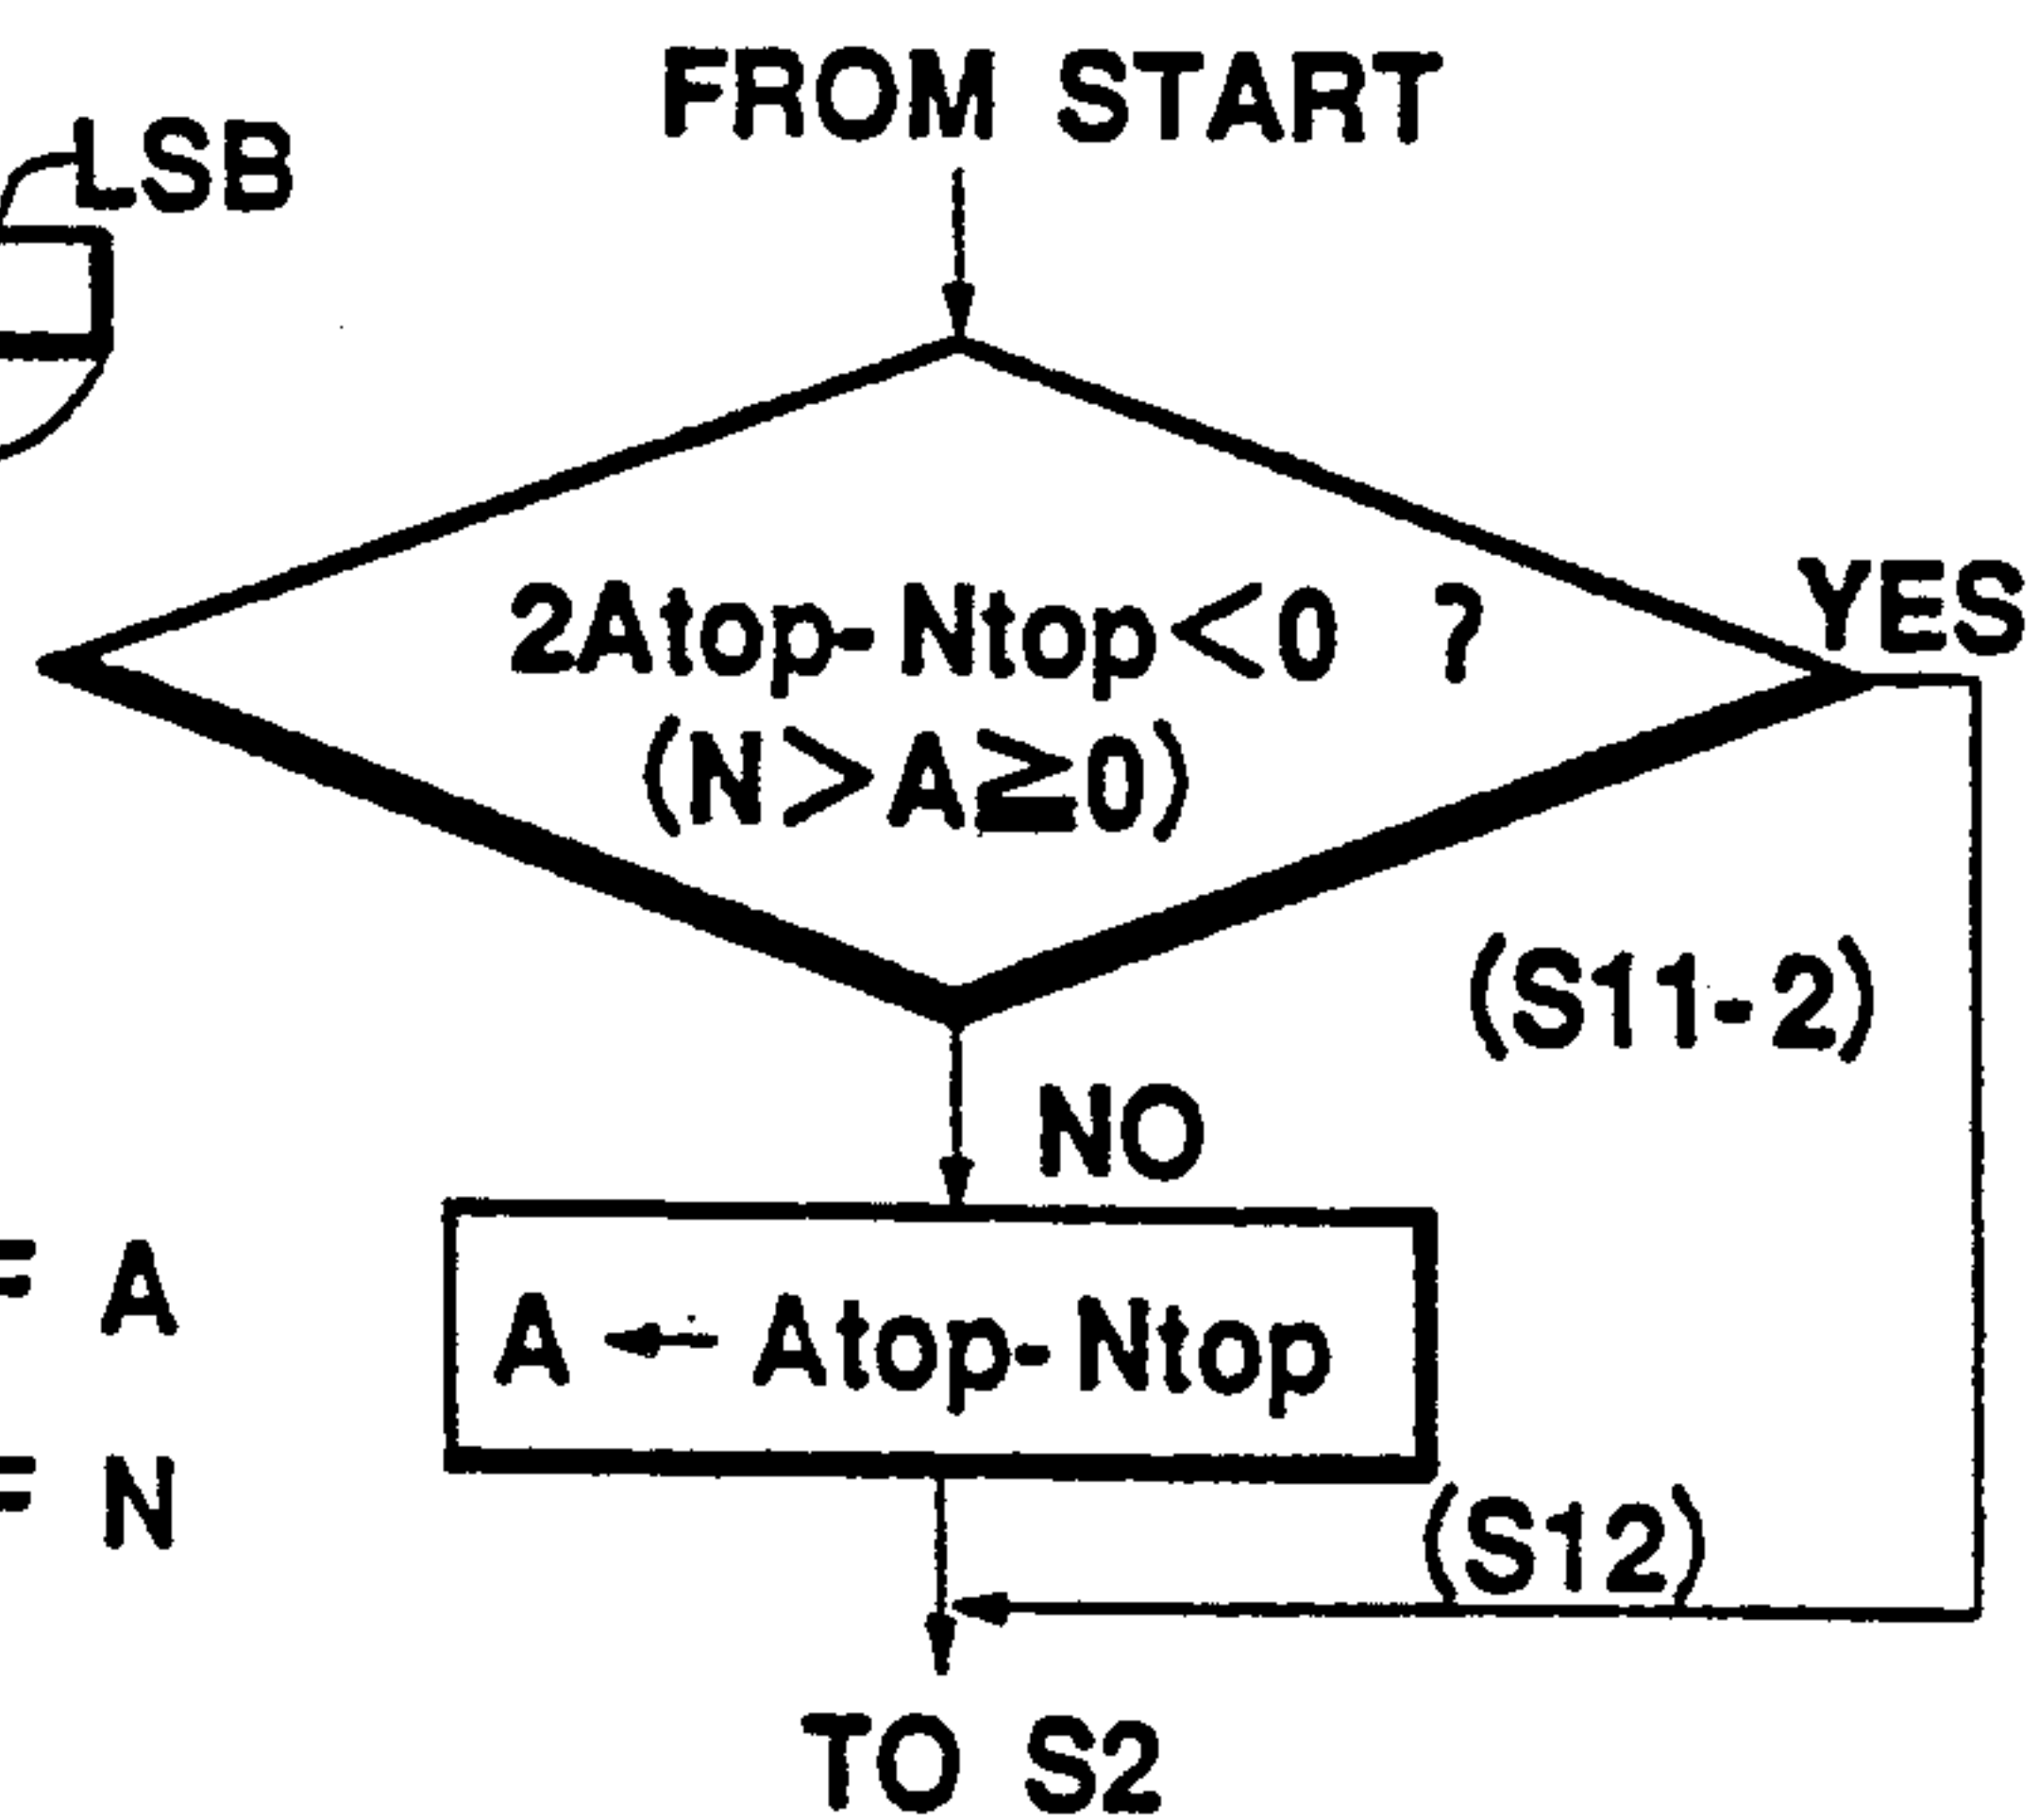 FROM START
LSB
2Atop-Ntop<0 ?
YES
(N>A≧0)
(S11-2)
NO
A ← Atop-Ntop
A
N
(S12)
TO S2